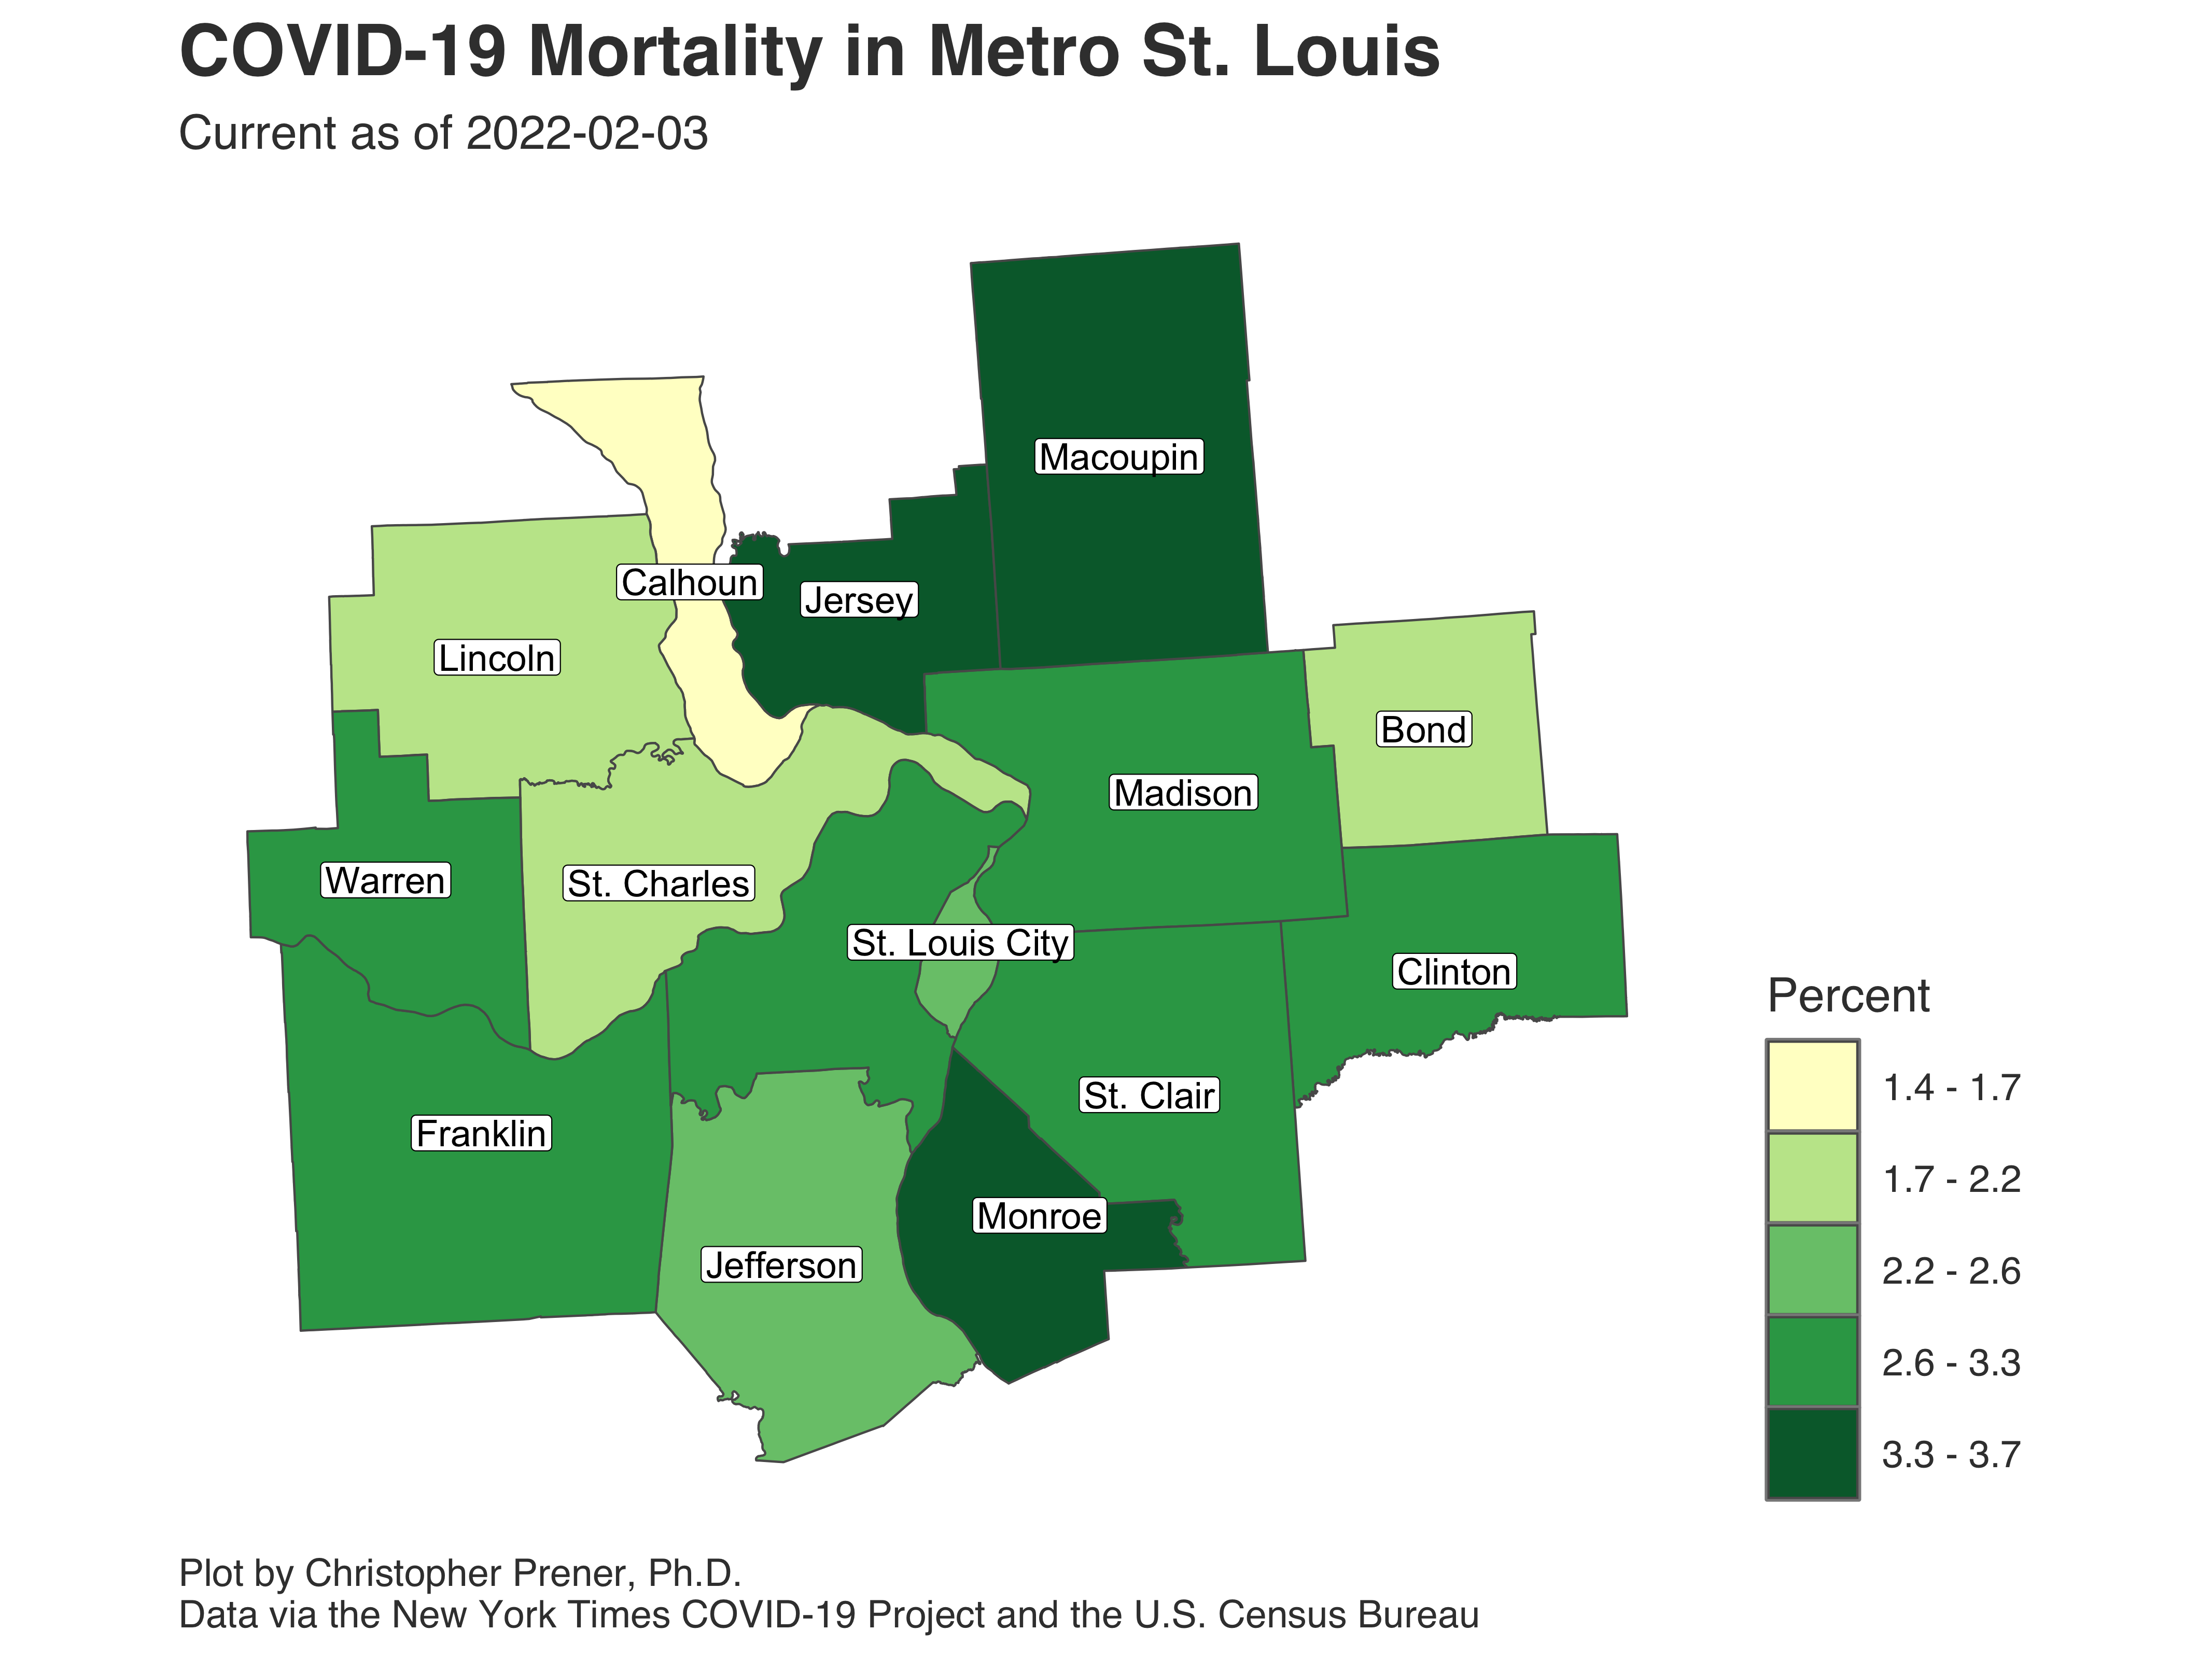 COVID-19 Mortality in Metro St. Louis
Current as of 2022-02-03
Macoupin
Calhoun
Jersey
Lincoln
Bond
Madison
Warren
St. Charles
St. Louis City
Clinton
St. Clair
Franklin
Monroe
Jefferson
Percent
1.4 - 1.7
1.7 - 2.2
2.2 - 2.6
2.6 - 3.3
3.3 - 3.7
Plot by Christopher Prener, Ph.D.
Data via the New York Times COVID-19 Project and the U.S. Census Bureau